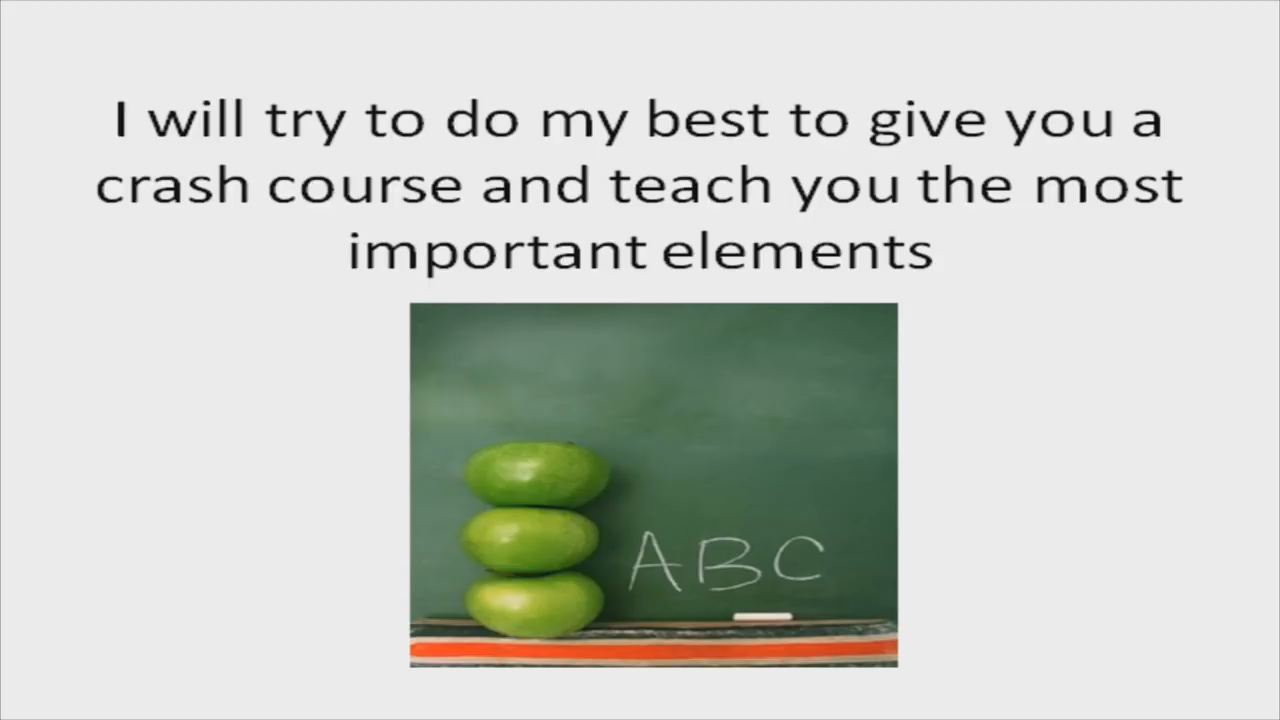 I will try to do my best to give you a
crash course and teach you the most
important elements
ABC